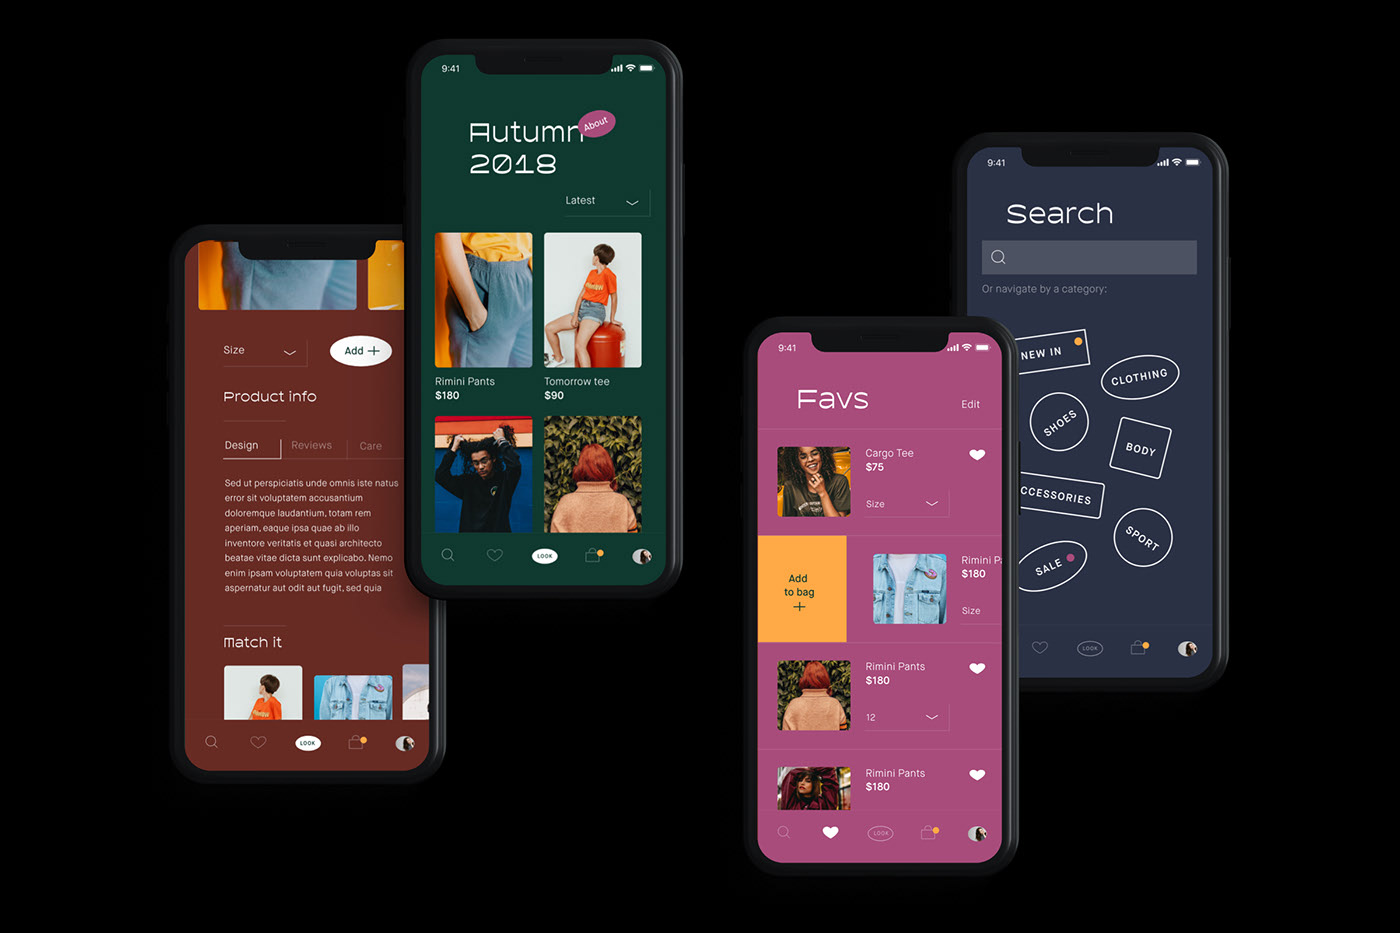 Size
Add
Product info
Design
Reviews
Care
Sed ut perspiciatis unde omnis iste natus
error sit voluptatem accusantium
doloremque laudantium, totam rem
aperiam, eaque ipsa quae ab illo
inventore veritatis et quasi architecto
beatae vitae dicta sunt explicabo. Nemo
enim ipsam voluptatem quia voluptas sit
aspernatur aut odit aut fugit, sed quia
Match it
LOOK
9:41
Autumn
2018
About
Latest
Rimini Pants
$180
Tomorrow tee
$90
LOOK
9:41
Favs
Edit
Cargo Tee
$75
Size
Add
to bag
Rimini P
$180
Size
Rimini Pants
$180
12
Rimini Pants
$180
LOOK
9:41
Search
Or navigate by a category:
NEW IN
CLOTHING
SHOES
BODY
CCESSORIES
SPORT
SALE
LOOK